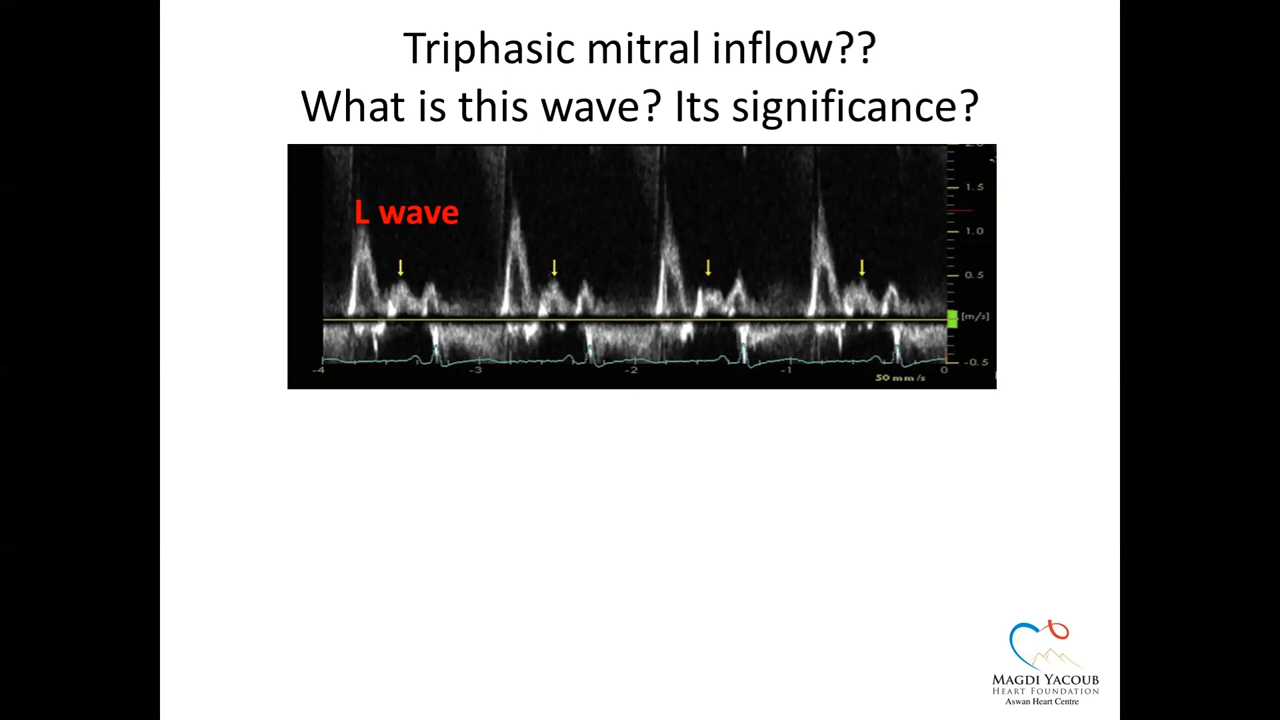 Triphasic mitral inflow??
What is this wave? Its significance?
L wave
1.5
1.0
0.5
[m/s]
-0.5
-4 -3 -2 -1 0
50 mm/s
MAGDI YACOUB
HEART FOUNDATION
Aswan Heart Centre